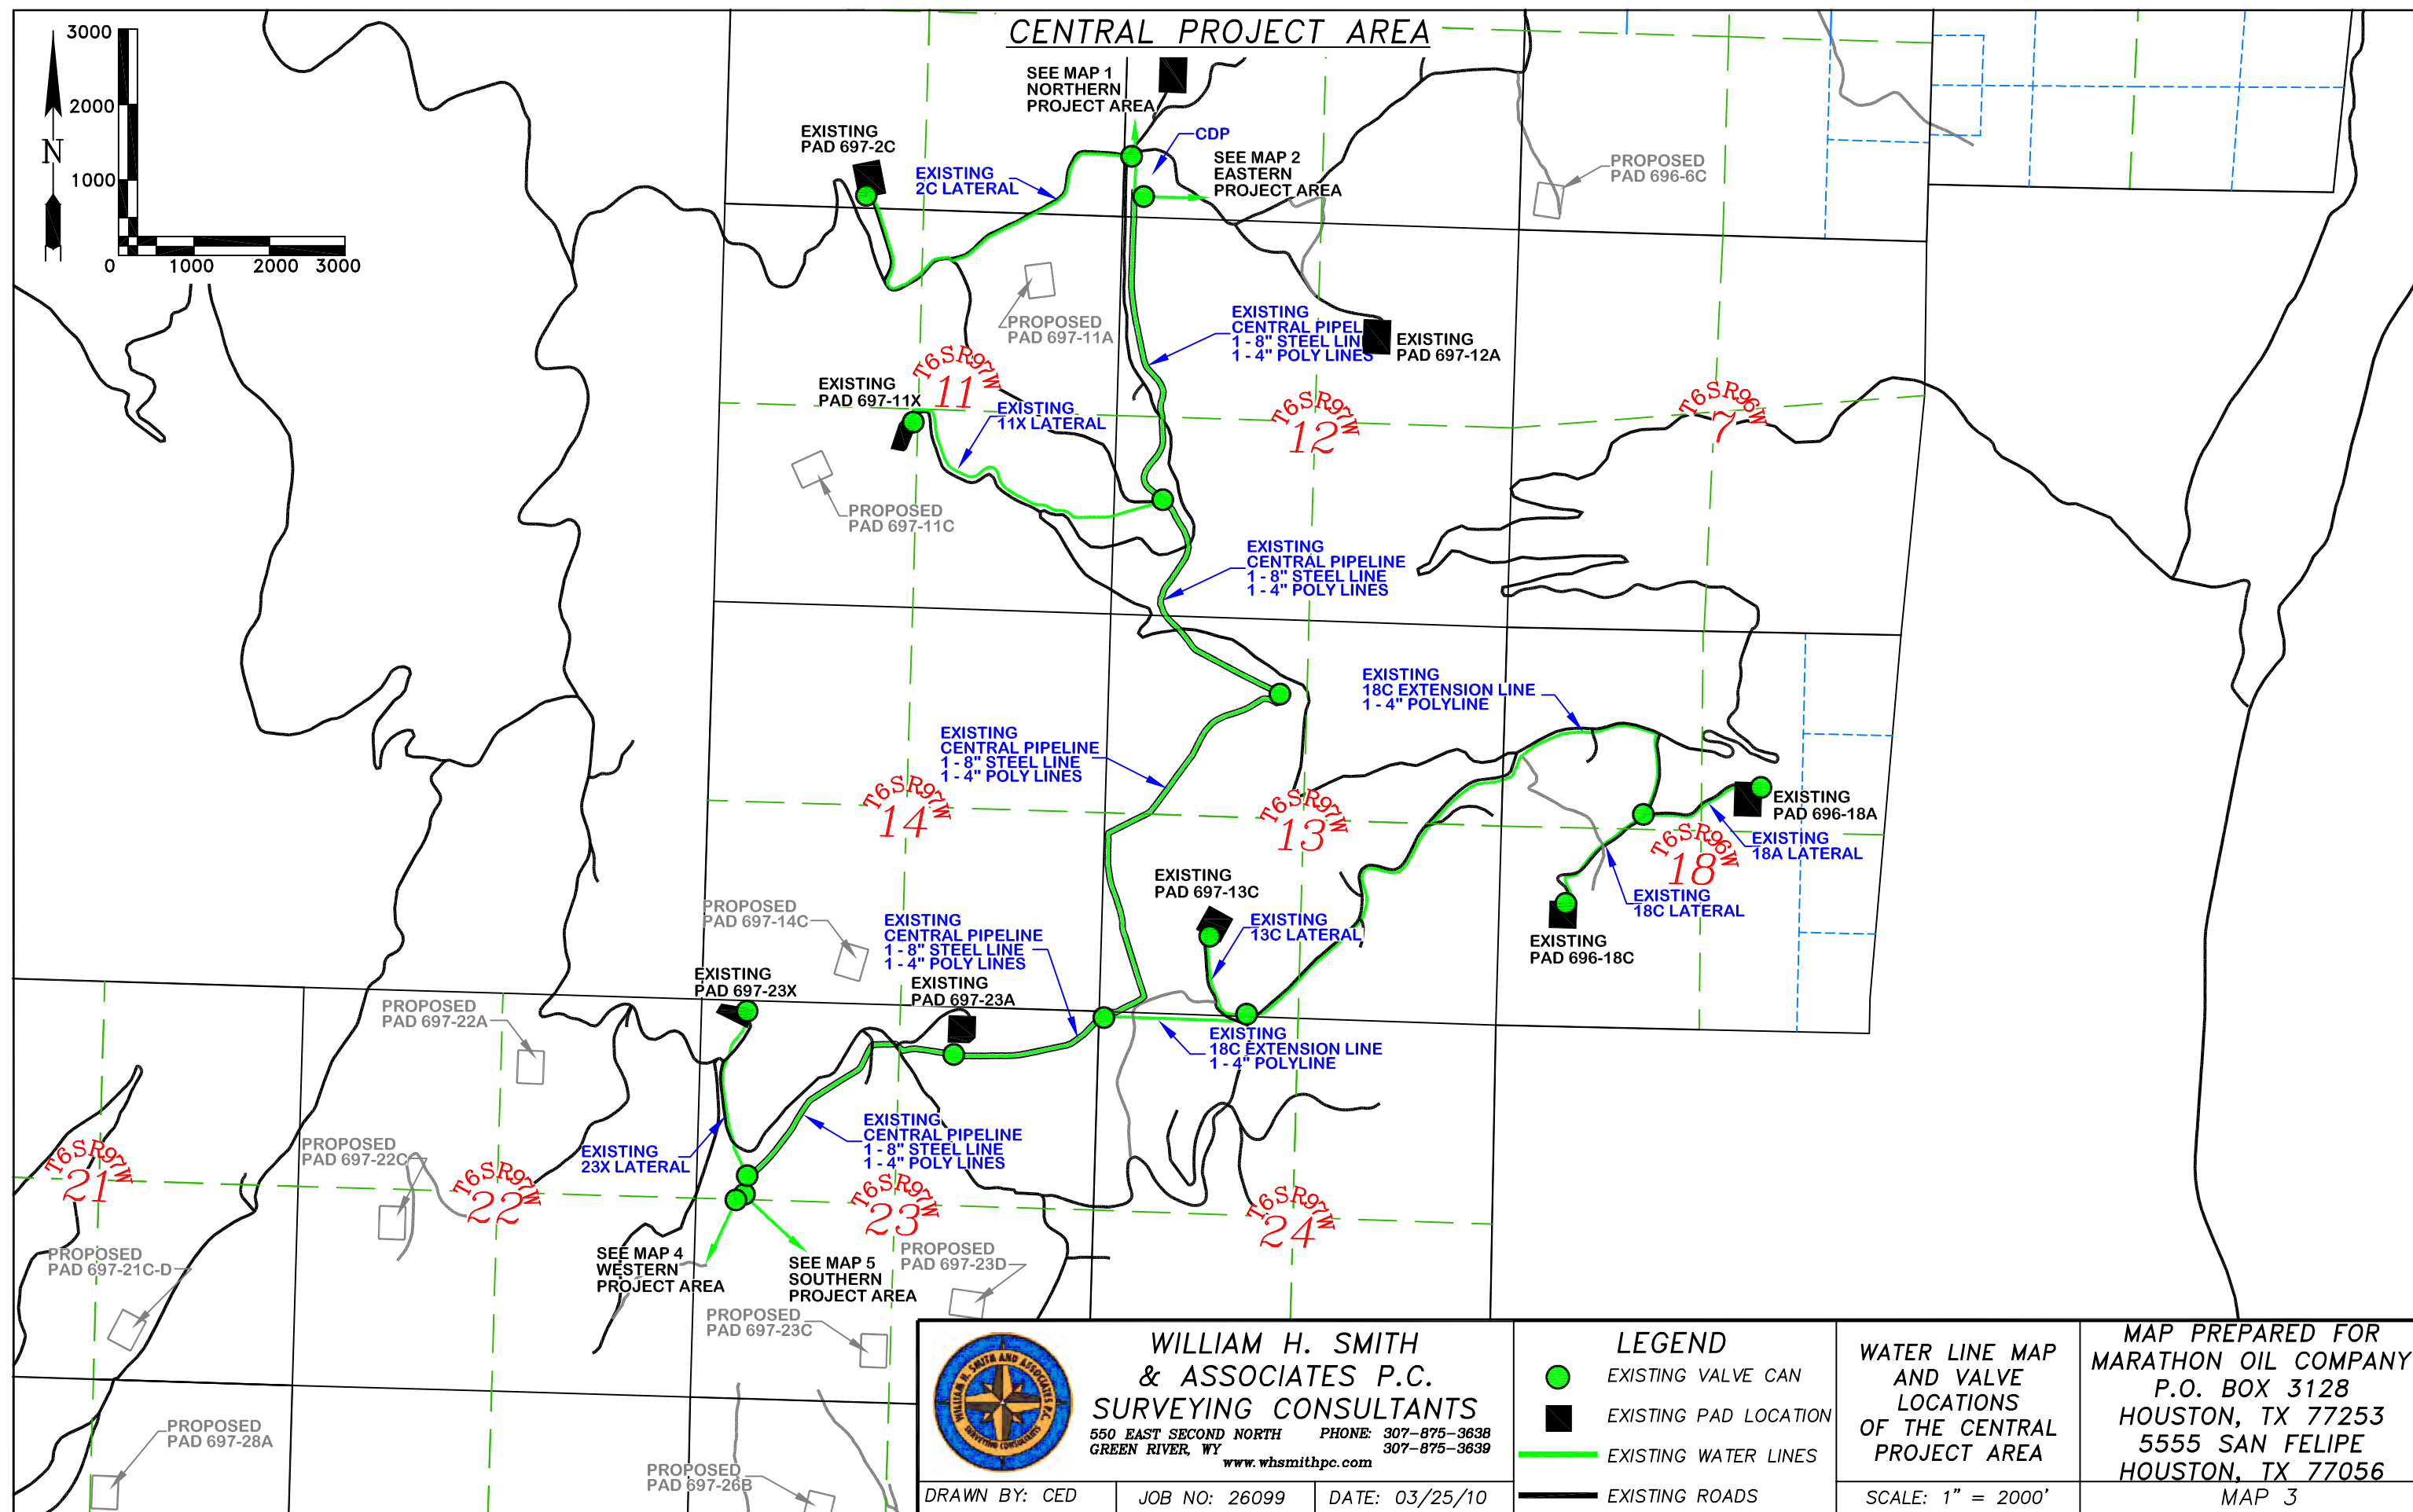 CENTRAL PROJECT AREA
3000
2000
1000
N
0
1000
2000
3000
SEE MAP 1
NORTHERN
PROJECT AREA
CDP
SEE MAP 2
EASTERN
PROJECT AREA
EXISTING
PAD 697-2C
EXISTING
2C LATERAL
PROPOSED
PAD 696-6C
PROPOSED
PAD 697-11A
EXISTING
CENTRAL PIPEL
1 - 8" STEEL LIN
1 - 4" POLY LINES
EXISTING
PAD 697-12A
T6SR97W
11
EXISTING
PAD 697-11X
EXISTING
11X LATERAL
T6SR97W
12
T6SR96W
7
PROPOSED
PAD 697-11C
EXISTING
CENTRAL PIPELINE
1 - 8" STEEL LINE
1 - 4" POLY LINES
EXISTING
18C EXTENSION LINE
1 - 4" POLYLINE
EXISTING
CENTRAL PIPELINE
1 - 8" STEEL LINE
1 - 4" POLY LINES
T6SR97W
14
T6SR97W
13
EXISTING
PAD 696-18A
EXISTING
18A LATERAL
T6SR96W
18
EXISTING
18C LATERAL
EXISTING
PAD 696-18C
EXISTING
PAD 697-13C
EXISTING
13C LATERAL
PROPOSED
PAD 697-14C
EXISTING
CENTRAL PIPELINE
1 - 8" STEEL LINE
1 - 4" POLY LINES
EXISTING
PAD 697-23X
EXISTING
PAD 697-23A
PROPOSED
PAD 697-22A
EXISTING
18C EXTENSION LINE
1 - 4" POLYLINE
EXISTING
CENTRAL PIPELINE
1 - 8" STEEL LINE
1 - 4" POLY LINES
EXISTING
23X LATERAL
PROPOSED
PAD 697-22C
T6SR97W
21
T6SR97W
22
T6SR97W
23
T6SR97W
24
PROPOSED
PAD 697-21C-D
SEE MAP 4
WESTERN
PROJECT AREA
SEE MAP 5
SOUTHERN
PROJECT AREA
PROPOSED
PAD 697-23D
PROPOSED
PAD 697-23C
PROPOSED
PAD 697-28A
PROPOSED
PAD 697-26B
WILLIAM H. SMITH AND ASSOCIATES P.C.
SURVEYING CONSULTANTS
WILLIAM H. SMITH
& ASSOCIATES P.C.
SURVEYING CONSULTANTS
550 EAST SECOND NORTH PHONE: 307-875-3638
GREEN RIVER, WY 307-875-3639
www.whsmithpc.com
DRAWN BY: CED
JOB NO: 26099
DATE: 03/25/10
LEGEND
EXISTING VALVE CAN
EXISTING PAD LOCATION
EXISTING WATER LINES
EXISTING ROADS
WATER LINE MAP
AND VALVE
LOCATIONS
OF THE CENTRAL
PROJECT AREA
SCALE: 1" = 2000'
MAP PREPARED FOR
MARATHON OIL COMPANY
P.O. BOX 3128
HOUSTON, TX 77253
5555 SAN FELIPE
HOUSTON, TX 77056
MAP 3